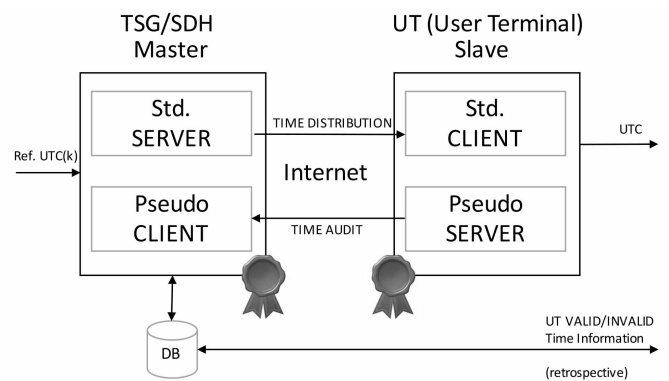 TSG/SDH
Master
UT (User Terminal)
Slave
Std.
SERVER
TIME DISTRIBUTION
Std.
CLIENT
UTC
Ref. UTC(k)
Internet
Pseudo
CLIENT
TIME AUDIT
Pseudo
SERVER
DB
UT VALID/INVALID
Time Information
(retrospective)